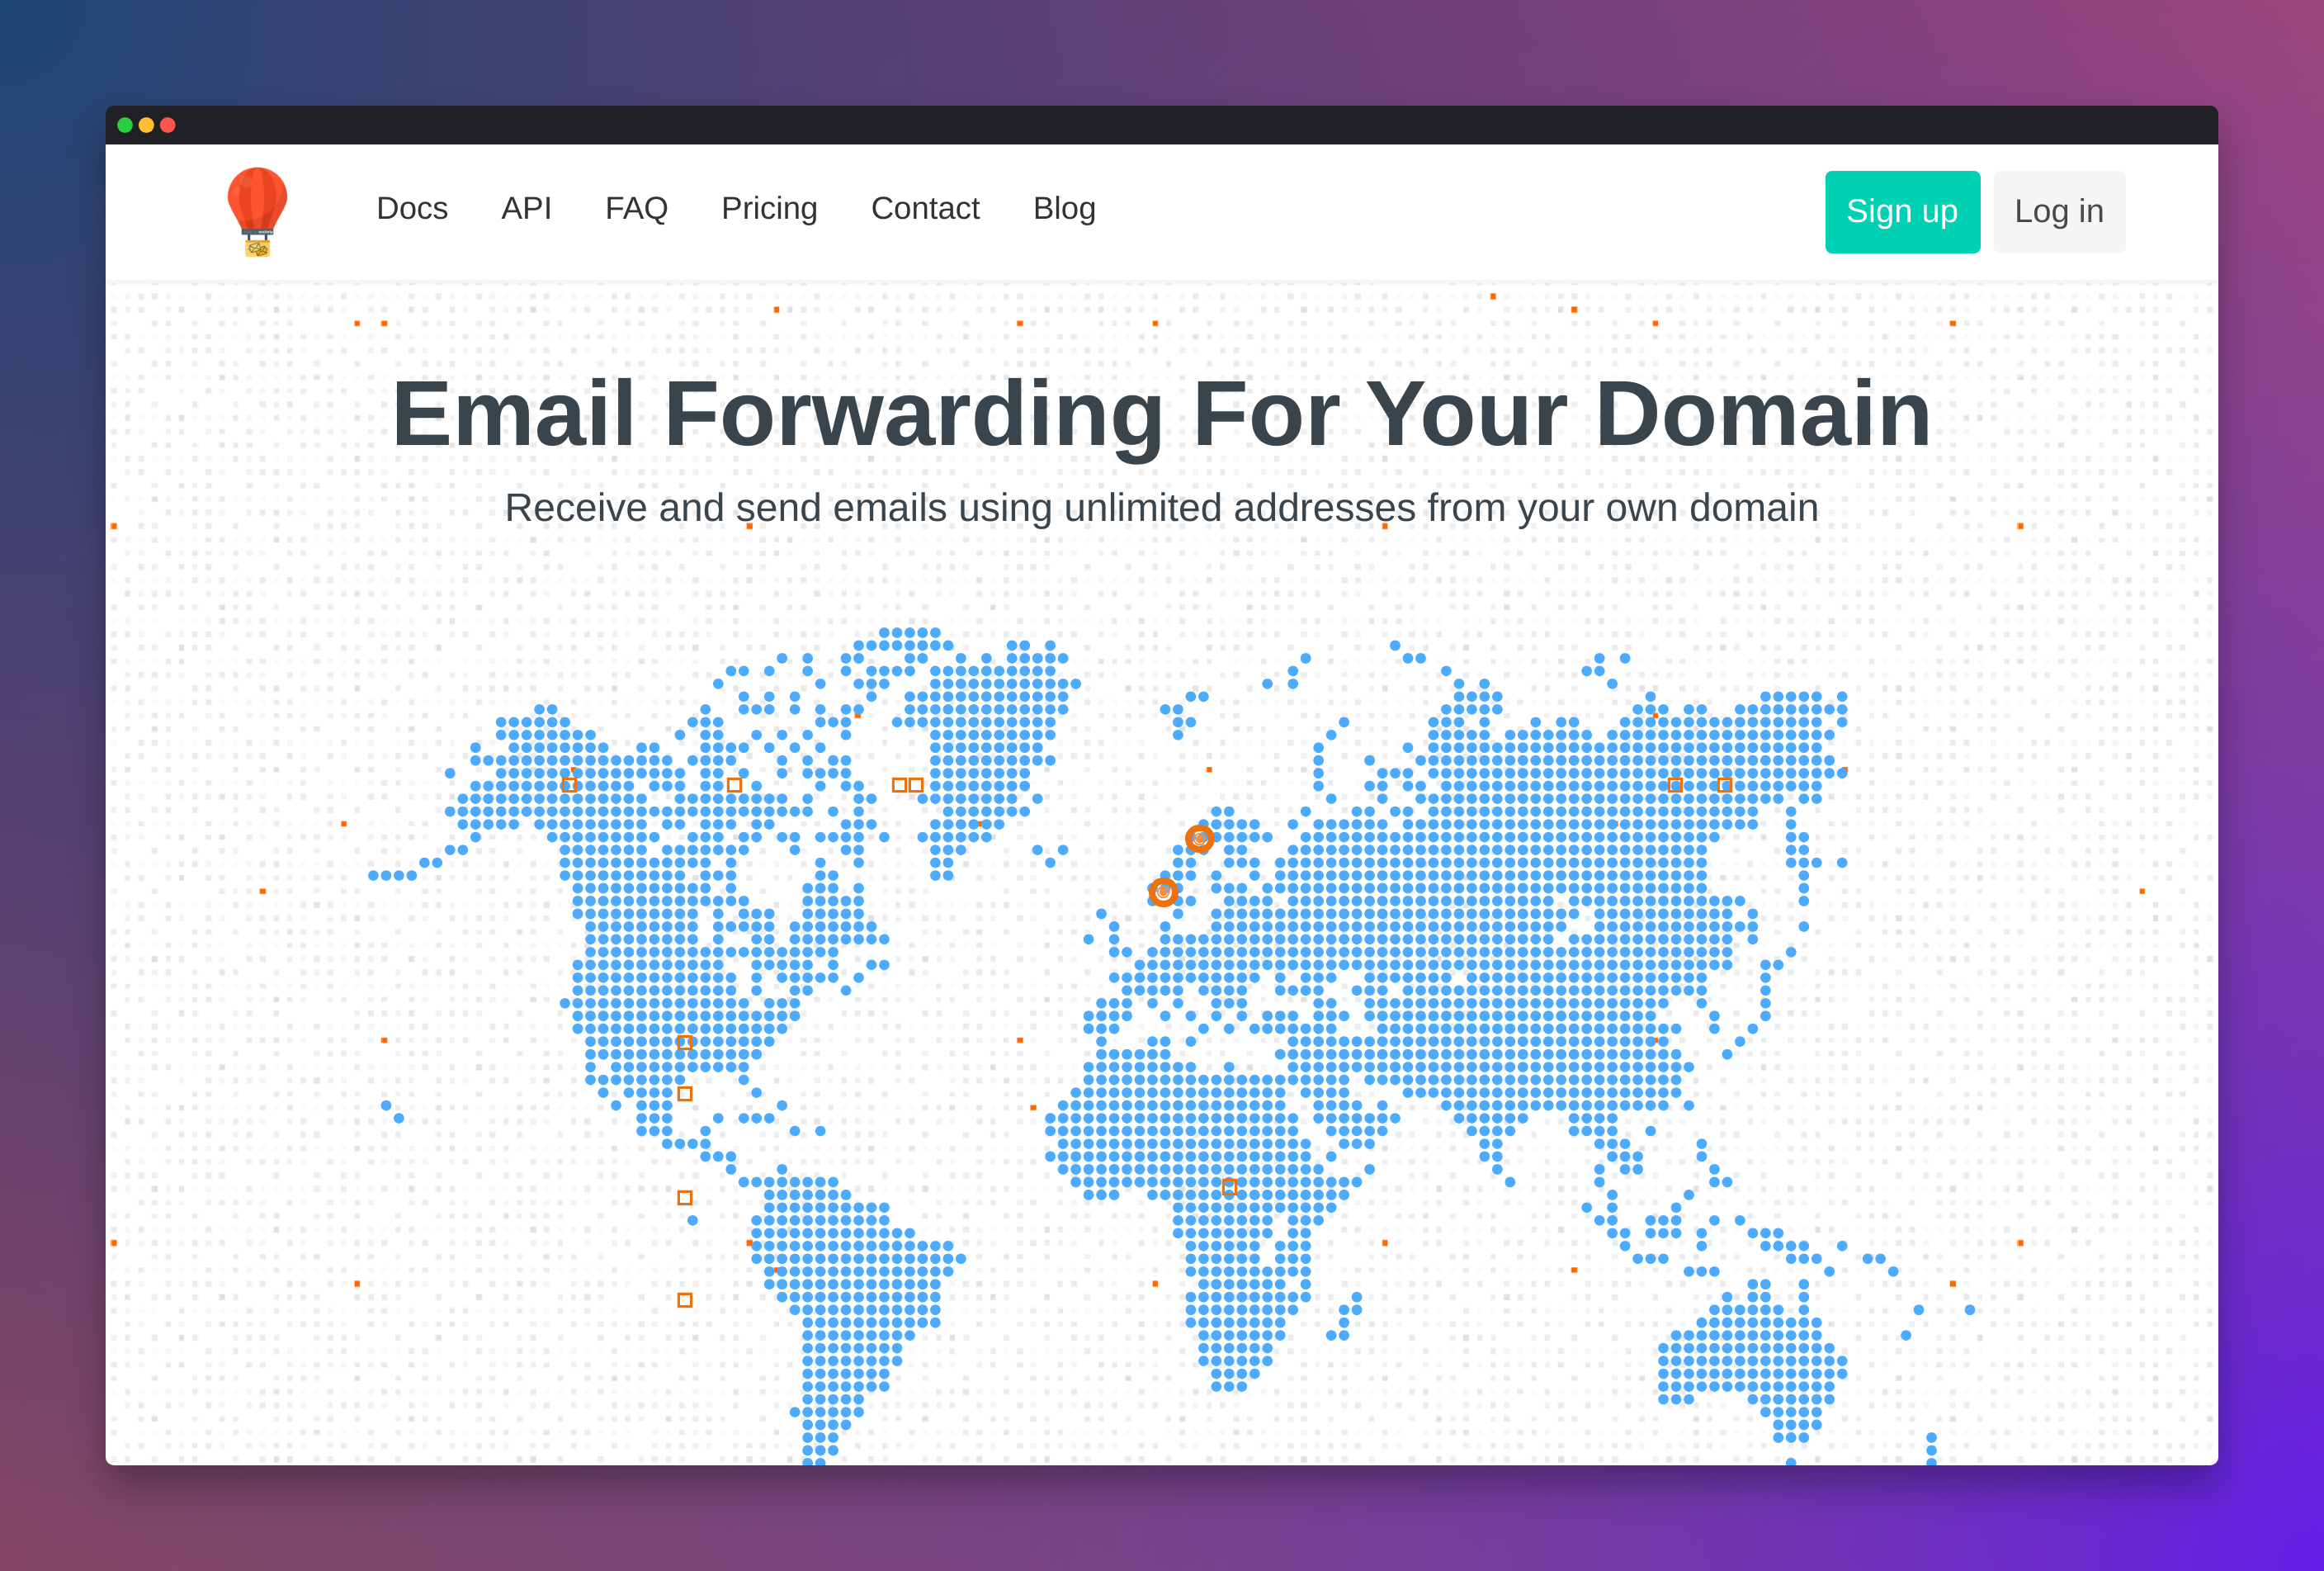 Docs API FAQ Pricing Contact Blog Sign up Log in
Email Forwarding For Your Domain
Receive and send emails using unlimited addresses from your own domain